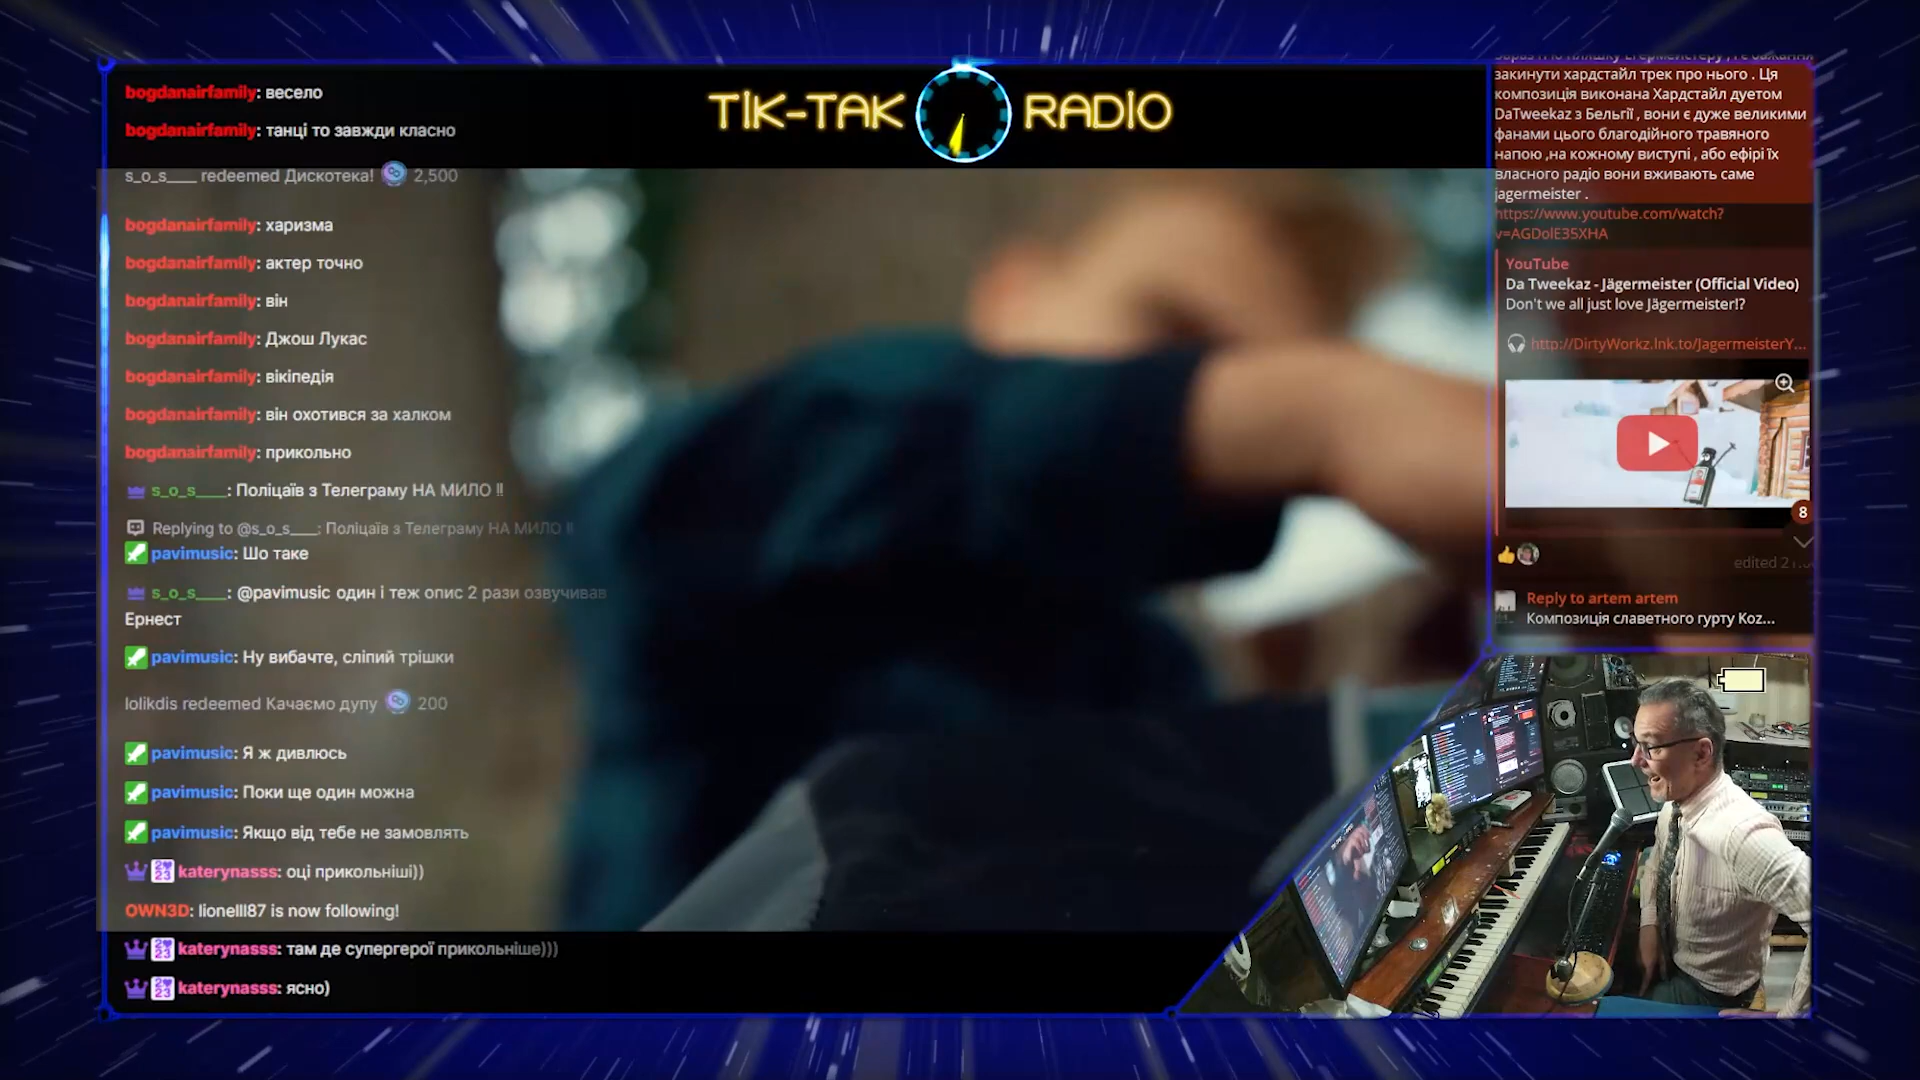 TIK-TAK RADIO
bogdanairfamily: весело
bogdanairfamily: танці то завжди класно
s_o_s____ redeemed Дискотека! 2,500
bogdanairfamily: харизма
bogdanairfamily: актер точно
bogdanairfamily: він
bogdanairfamily: Джош Лукас
bogdanairfamily: вікіпедія
bogdanairfamily: він охотився за халком
bogdanairfamily: прикольно
s_o_s____: Поліцаїв з Телеграму НА МИЛО !!
Replying to @s_o_s____: Поліцаїв з Телеграму НА МИЛО !!
pavimusic: Шо таке
s_o_s____: @pavimusic один і теж опис 2 рази озвучивав
Ернест
pavimusic: Ну вибачте, сліпий трішки
lolikdis redeemed Качаємо дупу 200
pavimusic: Я ж дивлюсь
pavimusic: Поки ще один можна
pavimusic: Якщо від тебе не замовлять
katerynasss: оці прикольніші))
OWN3D: lionelll87 is now following!
katerynasss: там де супергерої прикольніше)))
katerynasss: ясно)
закинути хардстайл трек про нього . Ця
композиція виконана Хардстайл дуетом
DaTweekaz з Бельгії , вони є дуже великими
фанами цього благодійного травяного
напою ,на кожному виступі , або ефірі їх
власного радіо вони вживають саме
jagermeister .
https://www.youtube.com/watch?
v=AGDolE35XHA
YouTube
Da Tweekaz - Jägermeister (Official Video)
Don't we all just love Jägermeister!?
http://DirtyWorkz.lnk.to/JagermeisterY...
8
edited
Reply to artem artem
Композиція славетного гурту Koz...